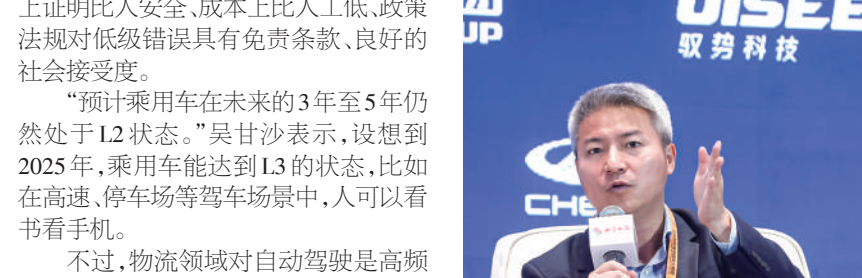 上证明比人安全、成本上比人工低、政策
法规对低级错误具有免责条款、良好的
社会接受度。
“预计乘用车在未来的3年至5年仍
然处于L2状态。”吴甘沙表示,设想到
2025年,乘用车能达到L3的状态,比如
在高速、停车场等驾车场景中,人可以看
书看手机。
不过,物流领域对自动驾驶是高频
UP
UISEE
驭势科技
CHE